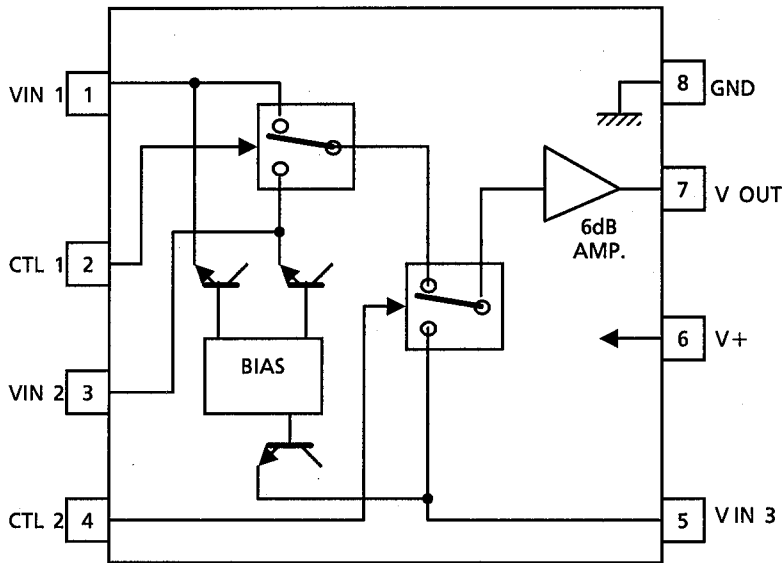 VIN 1 1
CTL 1 2
VIN 2 3
CTL 2 4
BIAS
6dB
AMP.
8 GND
7 V OUT
6 V+
5 V IN 3